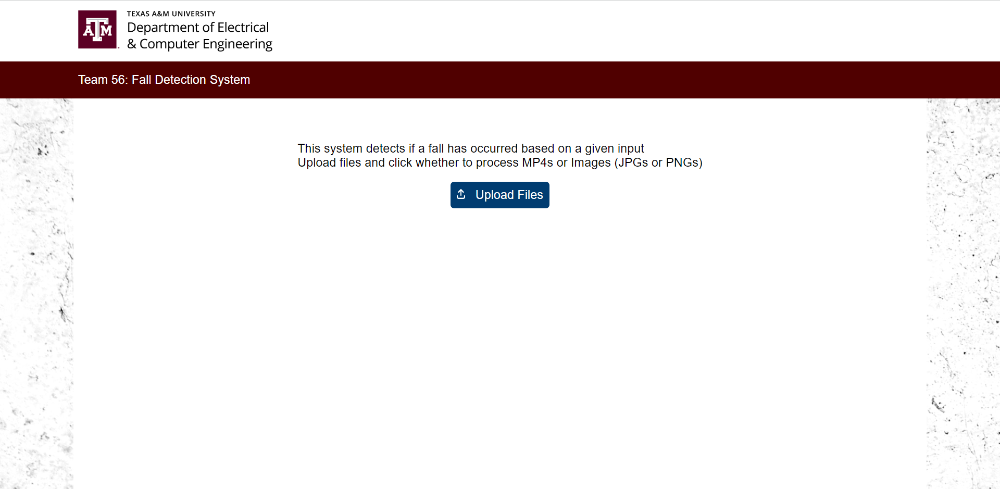 ATM
TEXAS A&M UNIVERSITY
Department of Electrical
& Computer Engineering
Team 56: Fall Detection System
This system detects if a fall has occurred based on a given input
Upload files and click whether to process MP4s or Images (JPGs or PNGs)
Upload Files